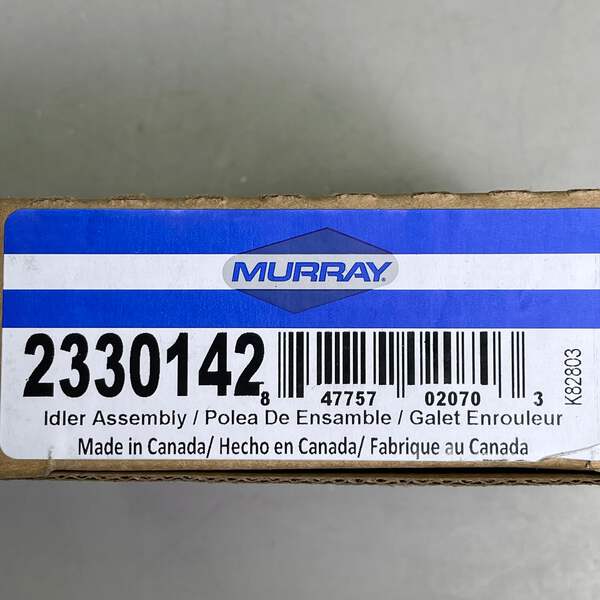 MURRAY
2330142
8 47757 02070 3
K82803
Idler Assembly / Polea De Ensamble / Galet Enrouleur
Made in Canada/ Hecho en Canada/ Fabrique au Canada